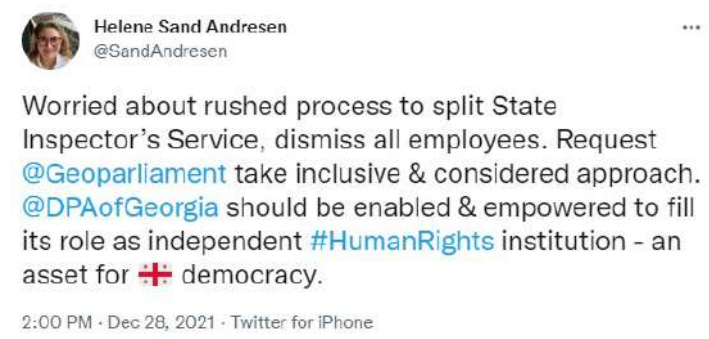 Helene Sand Andresen
@SandAndresen
Worried about rushed process to split State
Inspector's Service, dismiss all employees. Request
@Geoparliament take inclusive & considered approach.
@DPAofGeorgia should be enabled & empowered to fill
its role as independent #HumanRights institution - an
asset for 🇬🇪 democracy.
2:00 PM · Dec 28, 2021 · Twitter for iPhone